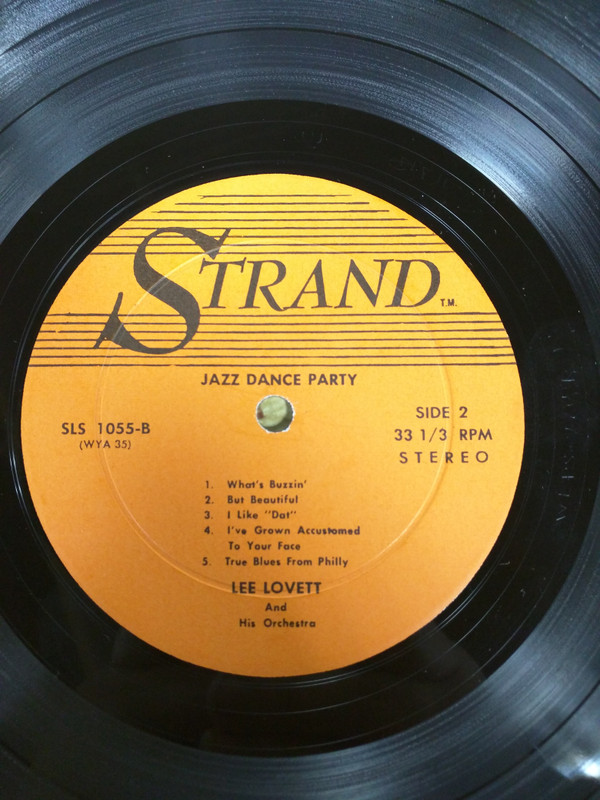 STRAND T.M.
JAZZ DANCE PARTY
SLS 1055-B
(WYA 35)
SIDE 2
33 1/3 RPM
STEREO
1. What's Buzzin'
2. But Beautiful
3. I Like "Dat"
4. I've Grown Accustomed
To Your Face
5. True Blues From Philly
LEE LOVETT
And
His Orchestra